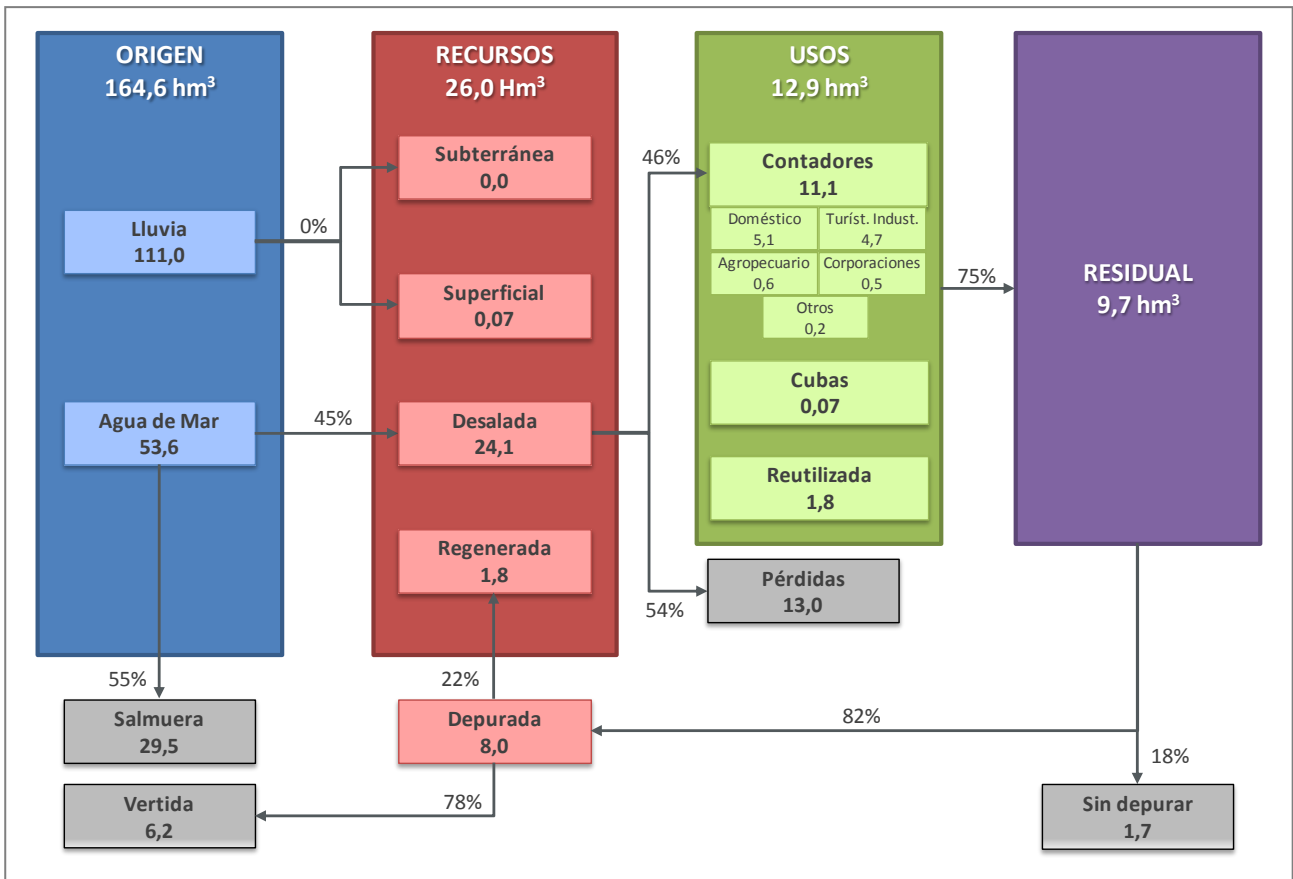 ORIGEN
164,6 hm³
Lluvia
111,0
Agua de Mar
53,6
0%
45%
55%
Salmuera
29,5
Vertida
6,2
RECURSOS
26,0 Hm³
Subterránea
0,0
Superficial
0,07
Desalada
24,1
Regenerada
1,8
22%
Depurada
8,0
78%
46%
54%
USOS
12,9 hm³
Contadores
11,1
Doméstico
5,1
Turíst. Indust.
4,7
Agropecuario
0,6
Corporaciones
0,5
Otros
0,2
Cubas
0,07
Reutilizada
1,8
Pérdidas
13,0
75%
RESIDUAL
9,7 hm³
82%
18%
Sin depurar
1,7